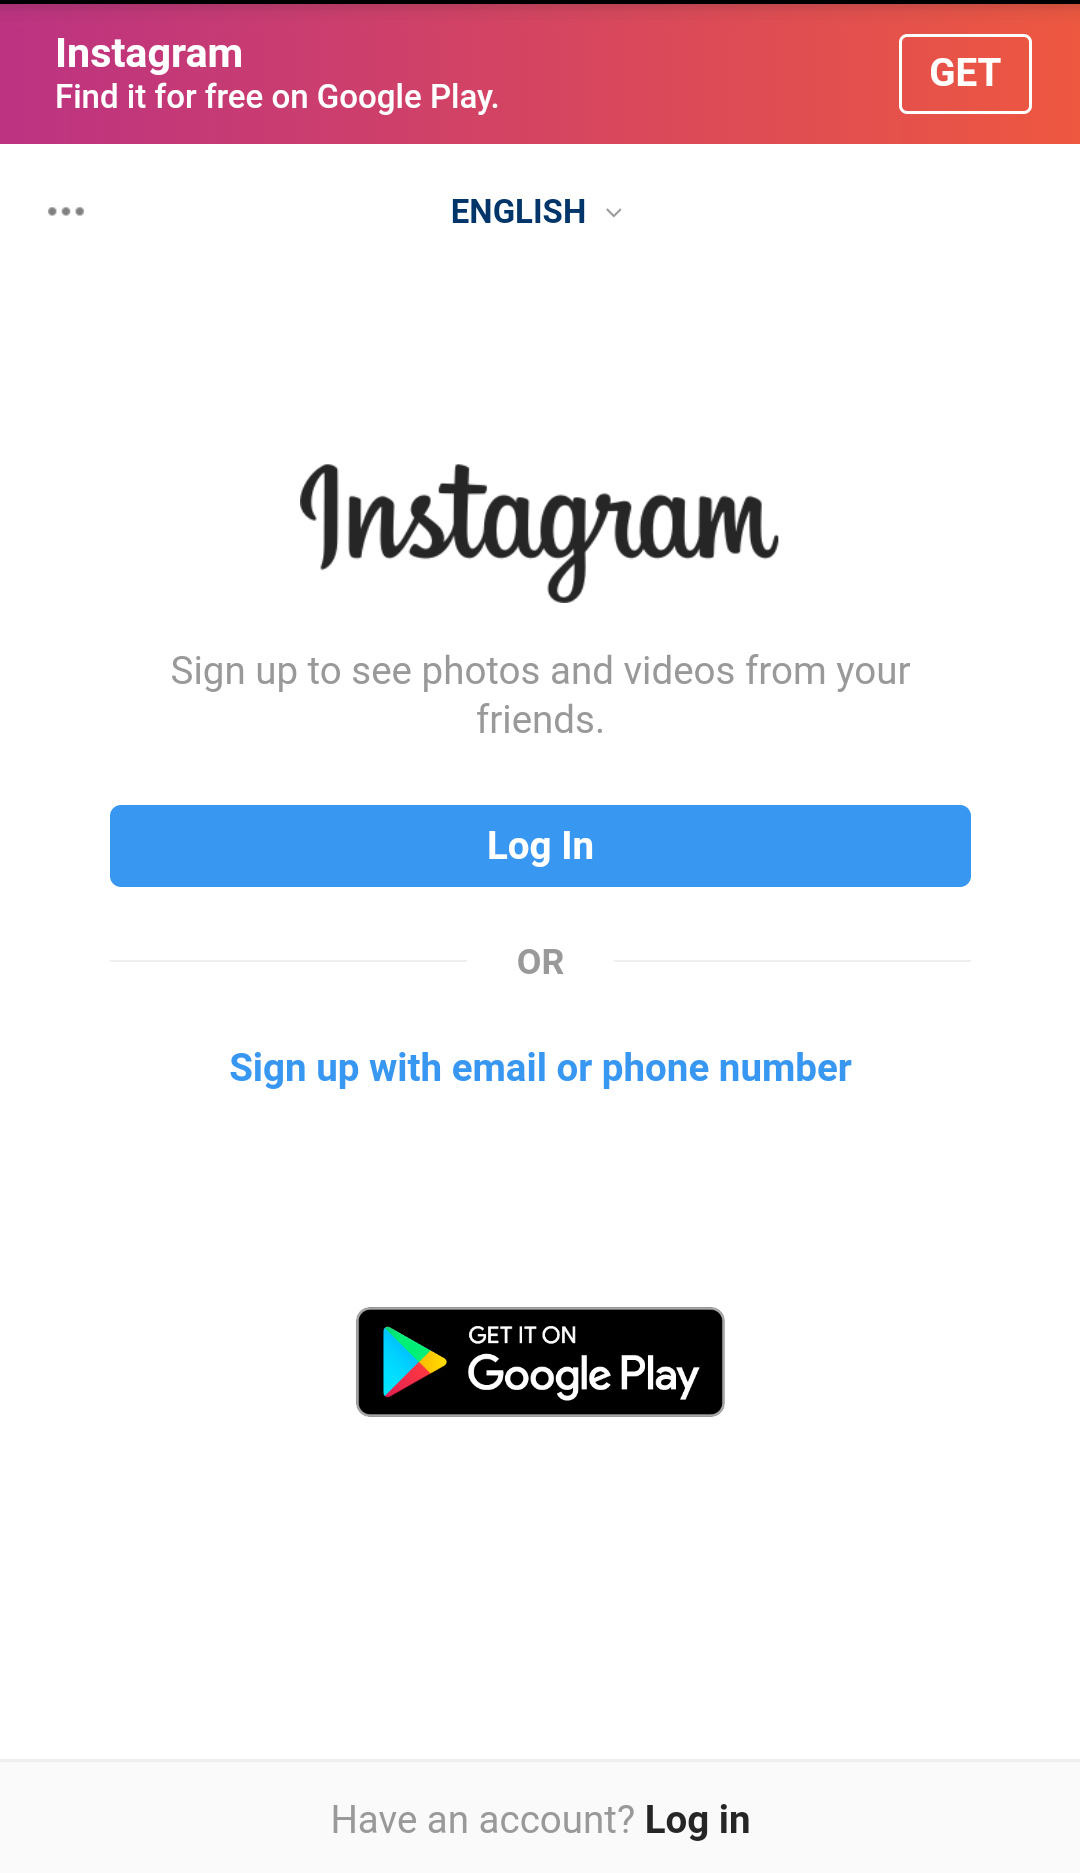 Instagram
Find it for free on Google Play.
GET
ENGLISH
Instagram
Sign up to see photos and videos from your
friends.
Log In
OR
Sign up with email or phone number
GET IT ON
Google Play
Have an account? Log in